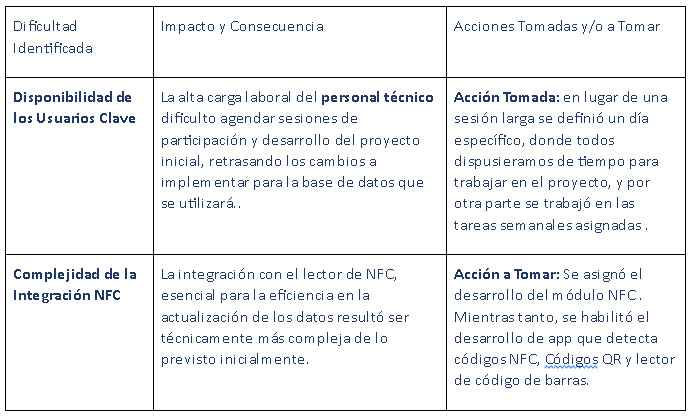 Dificultad
Identificada
Impacto y Consecuencia
Acciones Tomadas y/o a Tomar
Disponibilidad de
los Usuarios Clave
La alta carga laboral del personal técnico
dificulto agendar sesiones de
participación y desarrollo del proyecto
inicial, retrasando los cambios a
implementar para la base de datos que
se utilizará..
Acción Tomada: en lugar de una
sesión larga se definió un día
específico, donde todos
dispusieramos de tiempo para
trabajar en el proyecto, y por
otra parte se trabajó en las
tareas semanales asignadas .
Complejidad de la
Integración NFC
La integración con el lector de NFC,
esencial para la eficiencia en la
actualización de los datos resultó ser
técnicamente más compleja de lo
previsto inicialmente.
Acción a Tomar: Se asignó el
desarrollo del módulo NFC .
Mientras tanto, se habilitó el
desarrollo de app que detecta
códigos NFC, Códigos QR y lector
de código de barras.